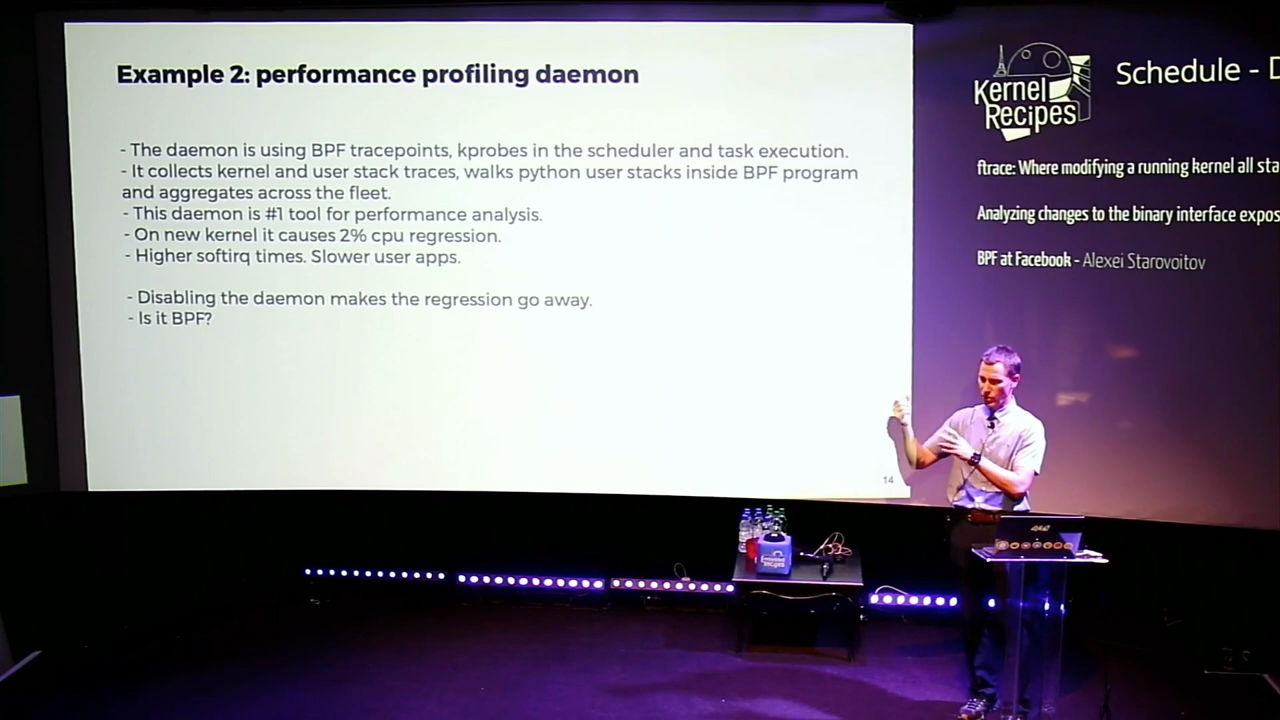 Example 2: performance profiling daemon
- The daemon is using BPF tracepoints, kprobes in the scheduler and task execution.
- It collects kernel and user stack traces, walks python user stacks inside BPF program
and aggregates across the fleet.
- This daemon is #1 tool for performance analysis.
- On new kernel it causes 2% cpu regression.
- Higher softirq times. Slower user apps.
- Disabling the daemon makes the regression go away.
- Is it BPF?
14
Kernel
Recipes
Schedule -
ftrace: Where modifying a running kernel all
Analyzing changes to the binary interface
BPF at Facebook - Alexei Starovoitov
Recipes